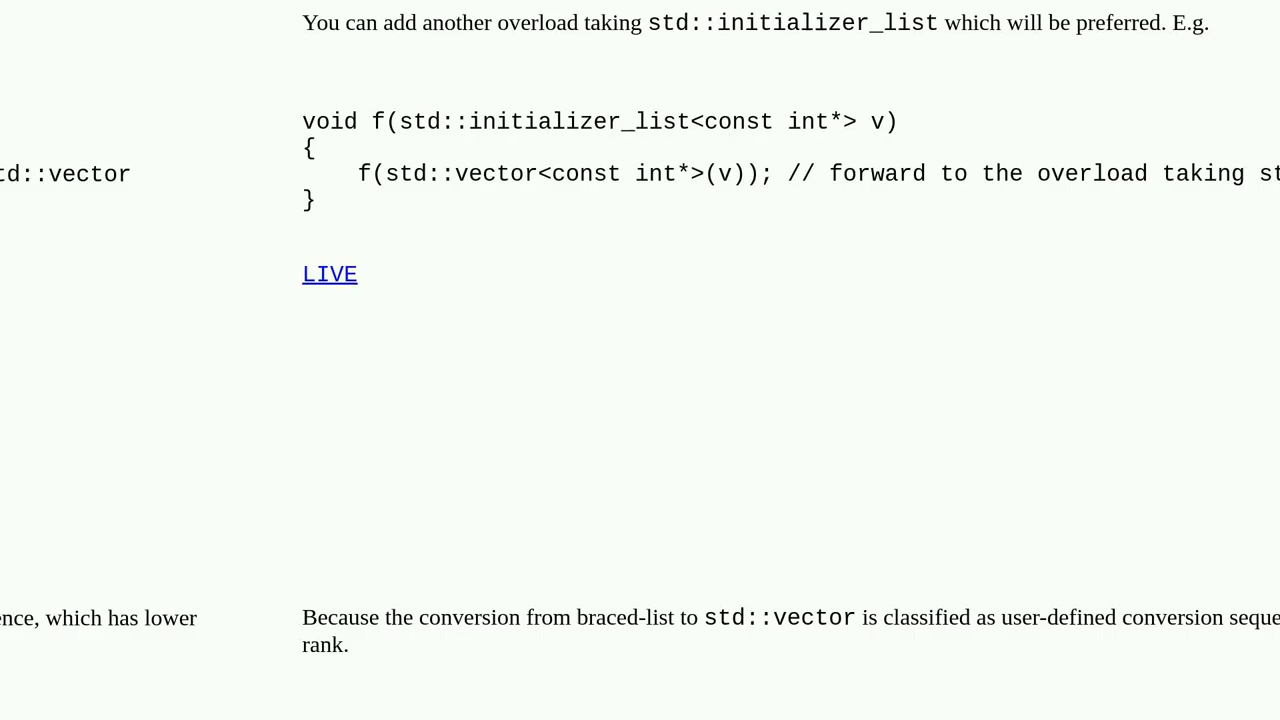 You can add another overload taking std::initializer_list which will be preferred. E.g.
void f(std::initializer_list<const int*> v)
{
td::vector
    f(std::vector<const int*>(v)); // forward to the overload taking st
}
LIVE
ence, which has lower
Because the conversion from braced-list to std::vector is classified as user-defined conversion seque
rank.